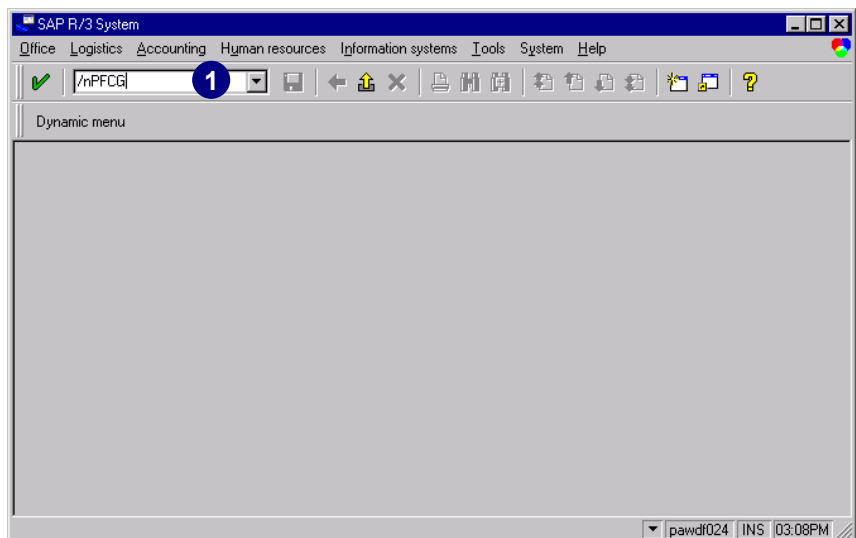 SAP R/3 System
Office Logistics Accounting Human resources Information systems Tools System Help
/nPFCG 1
Dynamic menu
pawdf024 INS 03:08PM